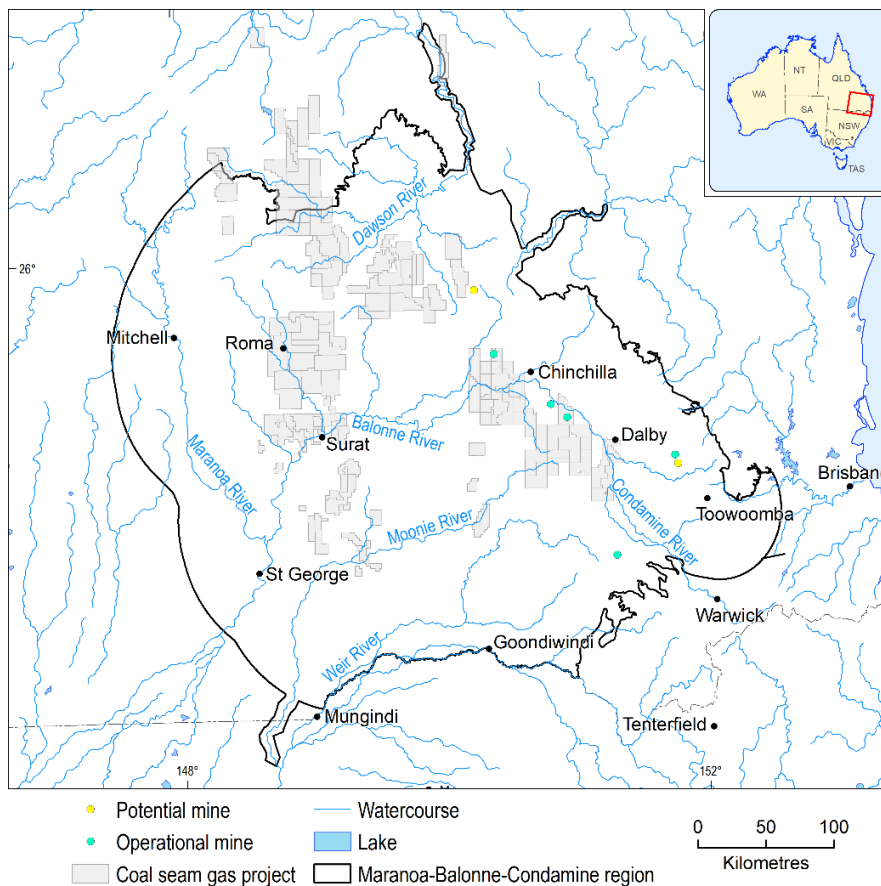 NT
QLD
WA
SA
NSW
VIC
TAS
Dawson River
26°
Mitchell
Roma
Chinchilla
Balonne River
Surat
Dalby
Maranoa River
Condamine River
Brisban
Toowoomba
Moonie River
St George
Warwick
Weir River
Goondiwindi
Mungindi
Tenterfield
148°
152°
Potential mine
Watercourse
0 50 100
Operational mine
Lake
Kilometres
Coal seam gas project
Maranoa-Balonne-Condamine region